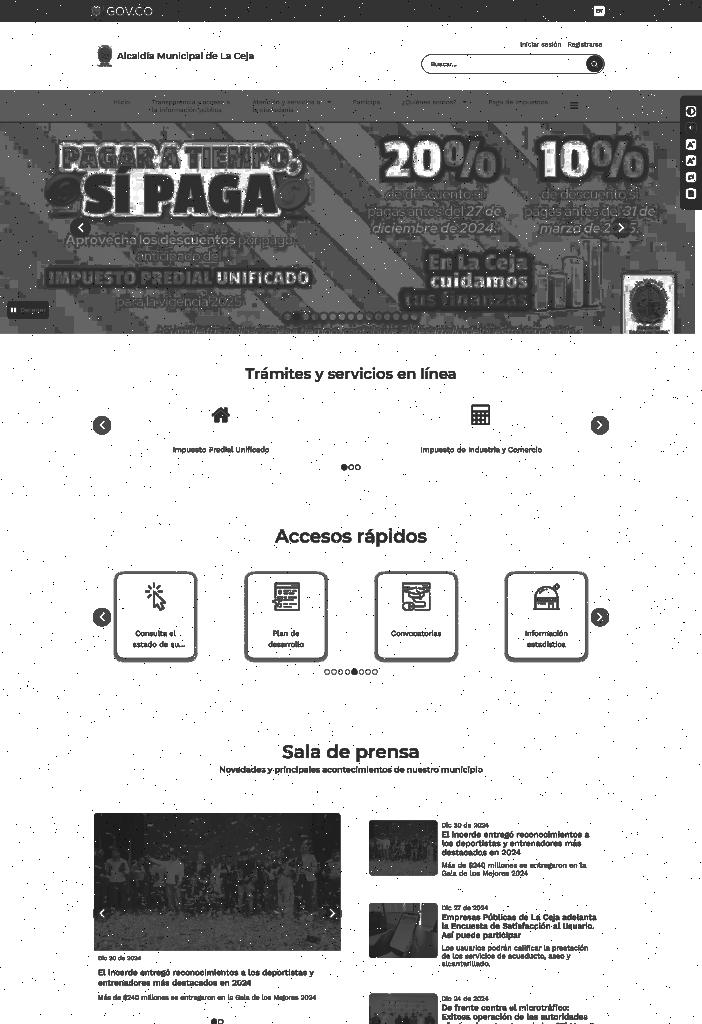 GOV.CO
EN
Iniciar sesión Registrarse
Alcaldía Municipal de La Ceja
Buscar...
Inicio
Transparencia y acceso a
la información pública
Atención y servicios a
la ciudadanía
Participa
¿Quiénes somos?
Pago de Impuestos
PAGAR A TIEMPO,
SÍ PAGA
Aprovecha los descuentos por pago
anticipado de
IMPUESTO PREDIAL UNIFICADO
para la vigencia 2025
20%
de descuento si
pagas antes del 27 de
diciembre de 2024.
10%
de descuento si
pagas antes del 31 de
marzo de 2025.
En La Ceja
cuidamos
tus finanzas
Trámites y servicios en línea
Impuesto Predial Unificado
Impuesto de Industria y Comercio
Accesos rápidos
Consulta el
estado de su...
Plan de
desarrollo
Convocatorias
Información
estadística
Sala de prensa
Novedades y principales acontecimientos de nuestro municipio
Dic 30 de 2024
El Incerde entregó reconocimientos a los deportistas y
entrenadores más destacados en 2024
Más de $240 millones se entregaron en la Gala de los Mejores 2024
Dic 30 de 2024
El Incerde entregó reconocimientos a
los deportistas y entrenadores más
destacados en 2024
Más de $240 millones se entregaron en la
Gala de los Mejores 2024
Dic 27 de 2024
Empresas Públicas de La Ceja adelanta
la Encuesta de Satisfacción al Usuario.
Así puede participar
Los usuarios podrán calificar la prestación
de los servicios de acueducto, aseo y
alcantarillado.
Dic 24 de 2024
De frente contra el microtráfico:
Exitosa operación de las autoridades